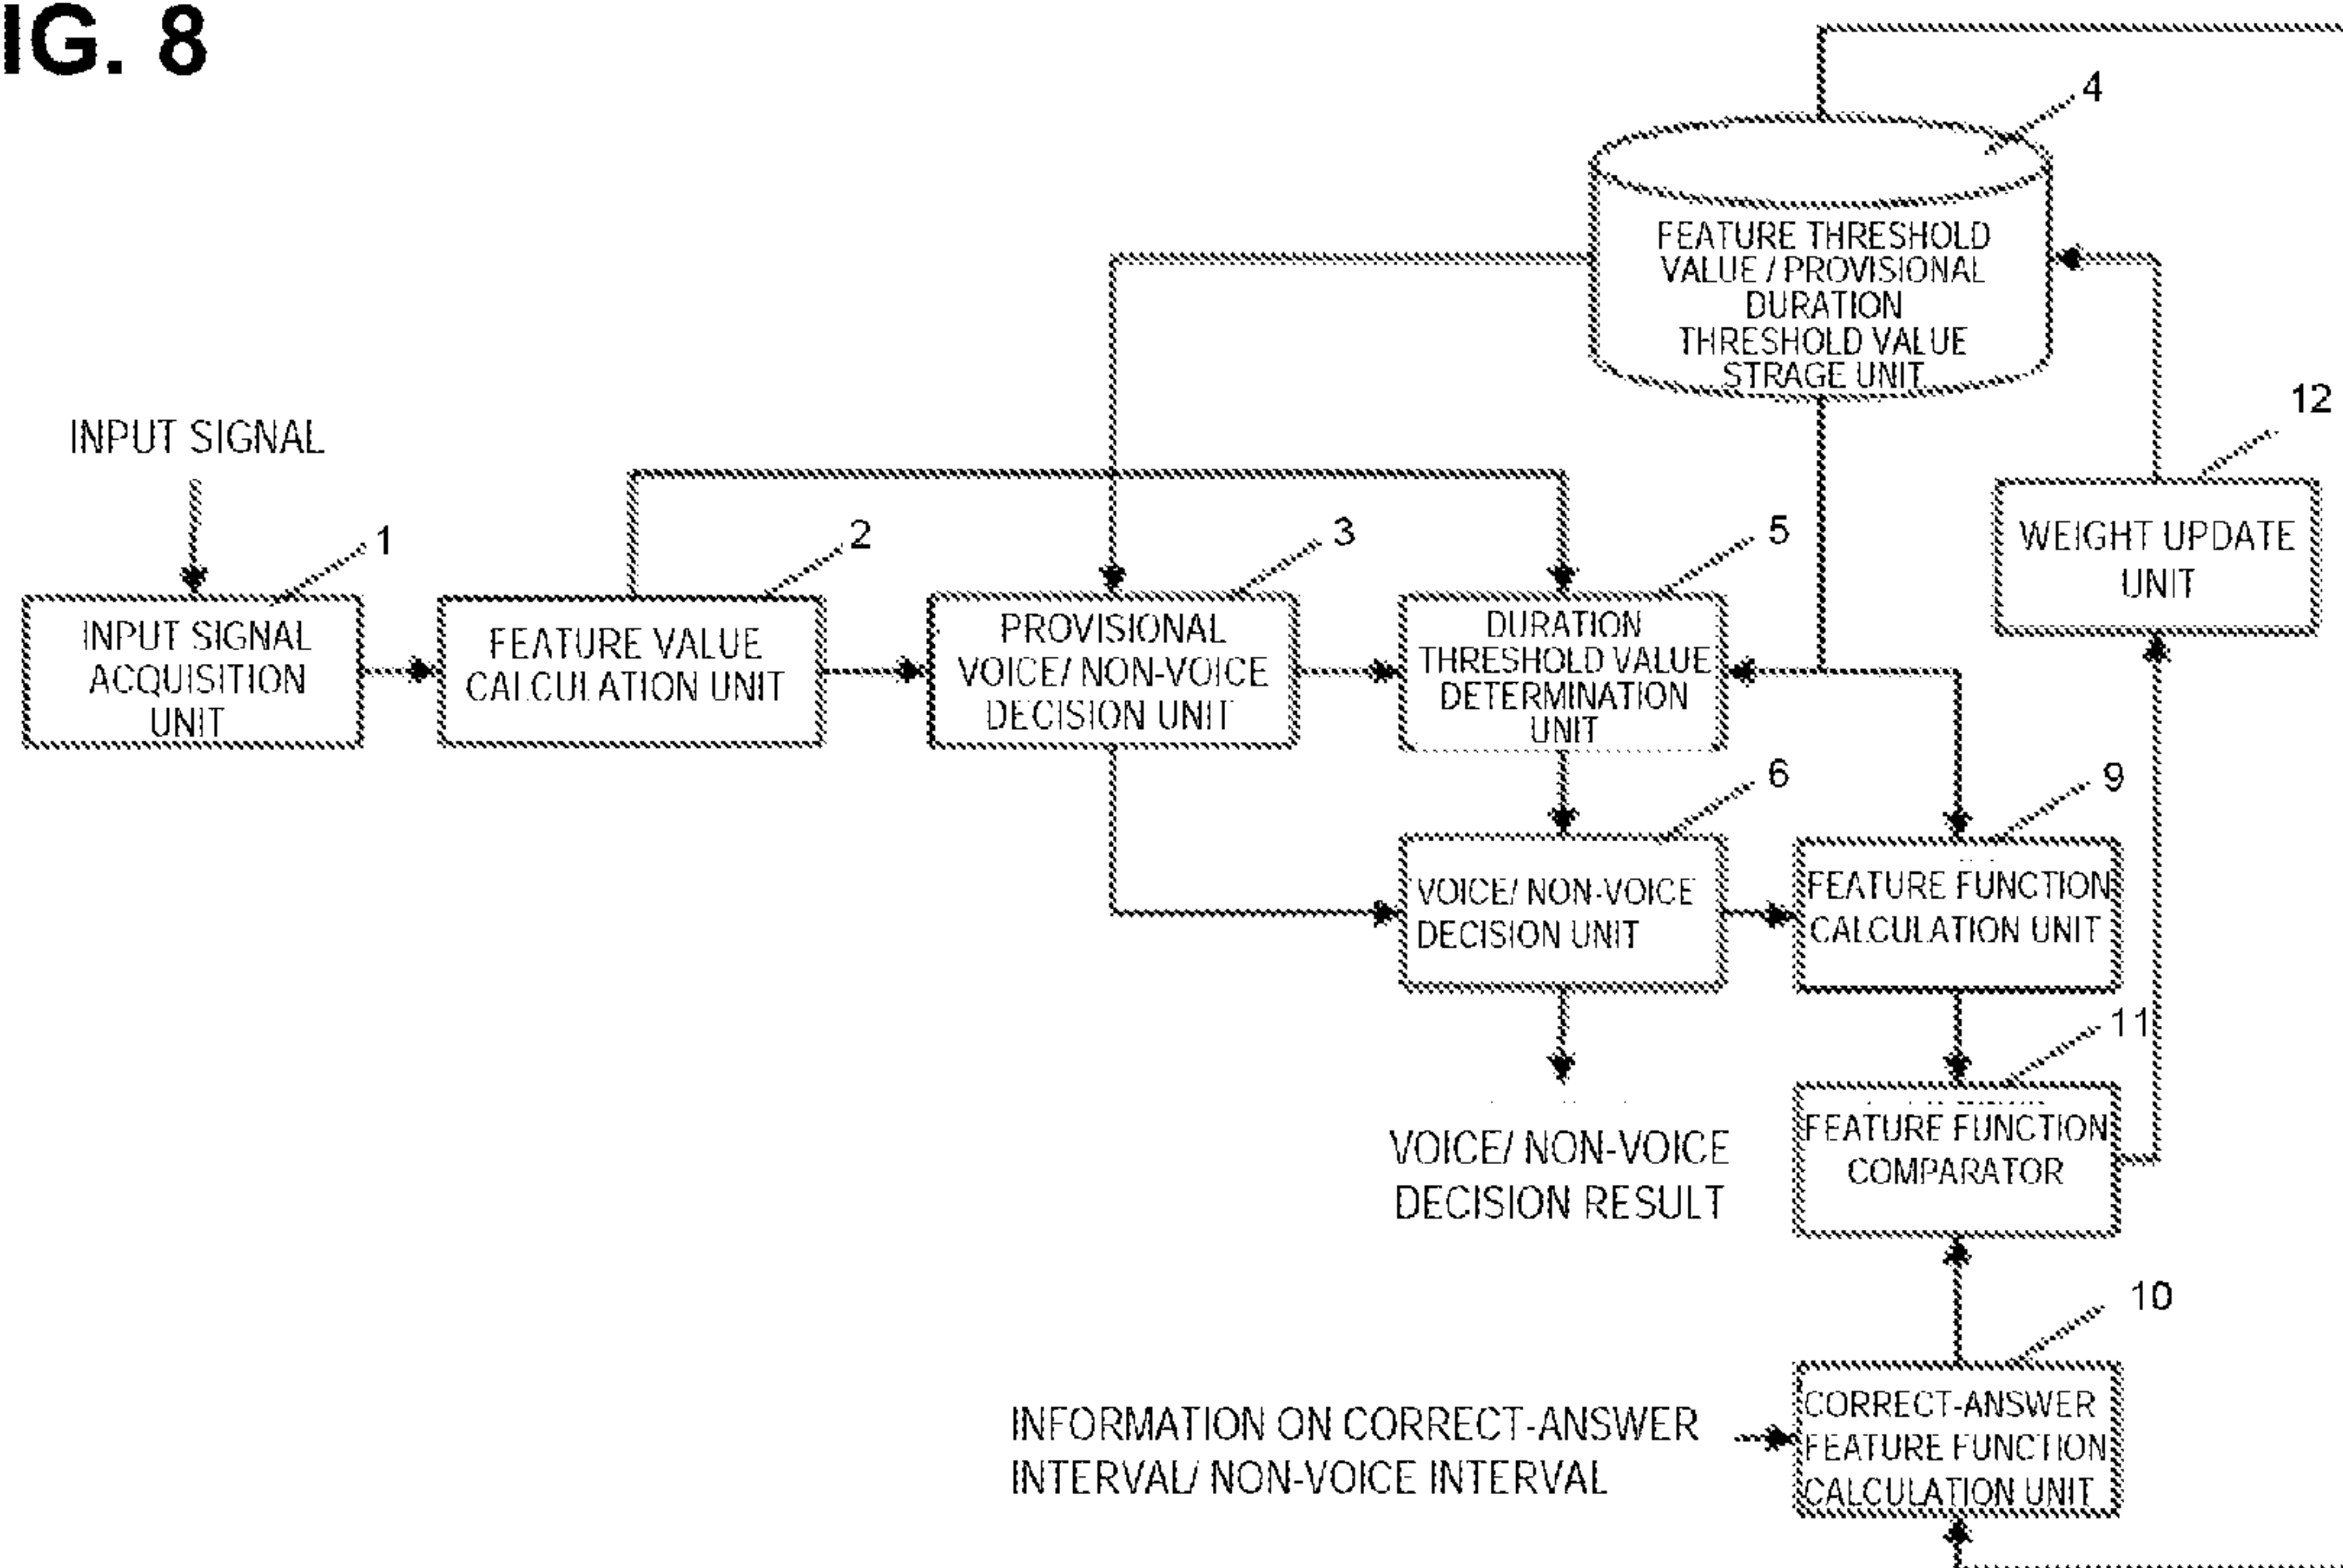 IG. 8
4
FEATURE THRESHOLD
VALUE / PROVISIONAL
DURATION
THRESHOLD VALUE
STRAGE UNIT
12
INPUT SIGNAL
WEIGHT UPDATE
UNIT
1
2
3
5
INPUT SIGNAL
ACQUISITION
UNIT
FEATURE VALUE
CALCULATION UNIT
PROVISIONAL
VOICE/ NON-VOICE
DECISION UNIT
DURATION
THRESHOLD VALUE
DETERMINATION
UNIT
6
9
VOICE/ NON-VOICE
DECISION UNIT
FEATURE FUNCTION
CALCULATION UNIT
11
VOICE/ NON-VOICE
DECISION RESULT
FEATURE FUNCTION
COMPARATOR
10
INFORMATION ON CORRECT-ANSWER
INTERVAL/ NON-VOICE INTERVAL
CORRECT-ANSWER
FEATURE FUNCTION
CALCULATION UNIT